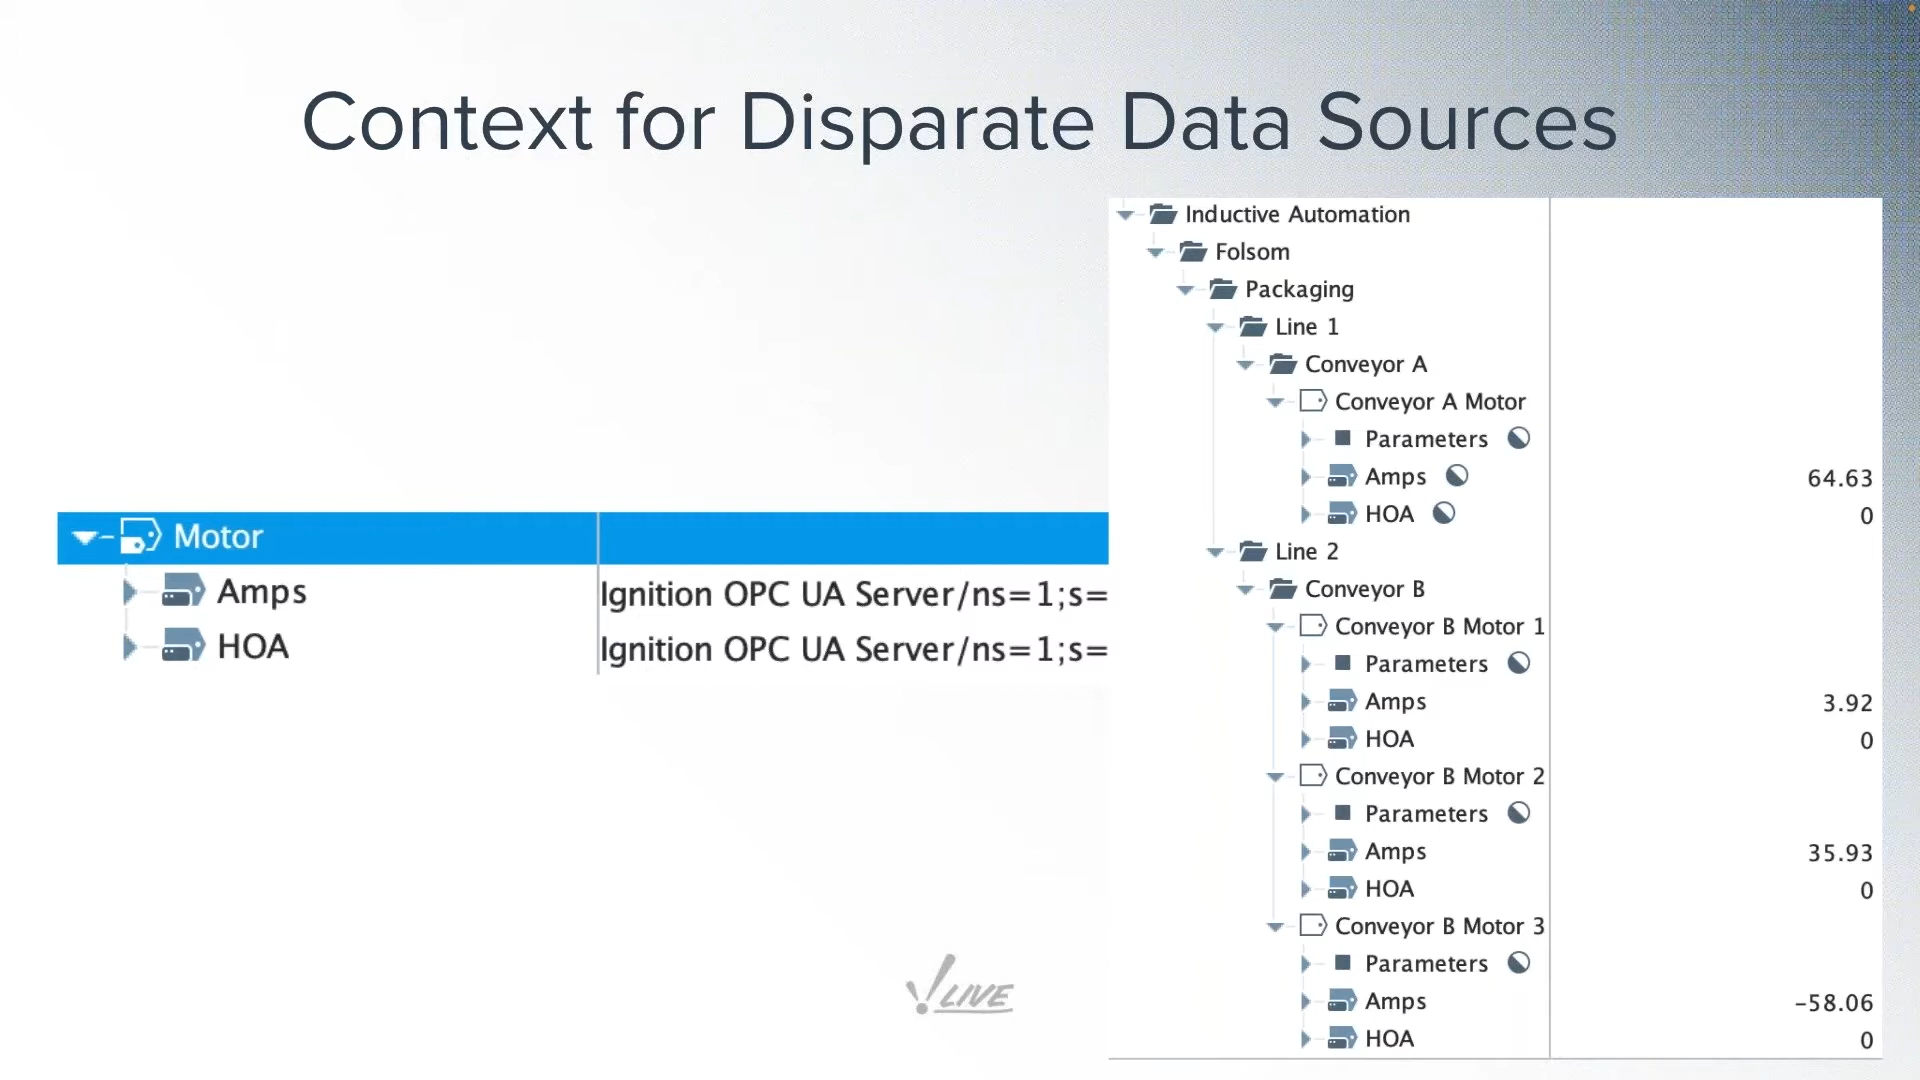 Context for Disparate Data Sources
Motor
Amps Ignition OPC UA Server/ns=1;s=
HOA Ignition OPC UA Server/ns=1;s=
Inductive Automation
Folsom
Packaging
Line 1
Conveyor A
Conveyor A Motor
Parameters
Amps 64.63
HOA 0
Line 2
Conveyor B
Conveyor B Motor 1
Parameters
Amps 3.92
HOA 0
Conveyor B Motor 2
Parameters
Amps 35.93
HOA 0
Conveyor B Motor 3
Parameters
Amps -58.06
HOA 0
LIVE